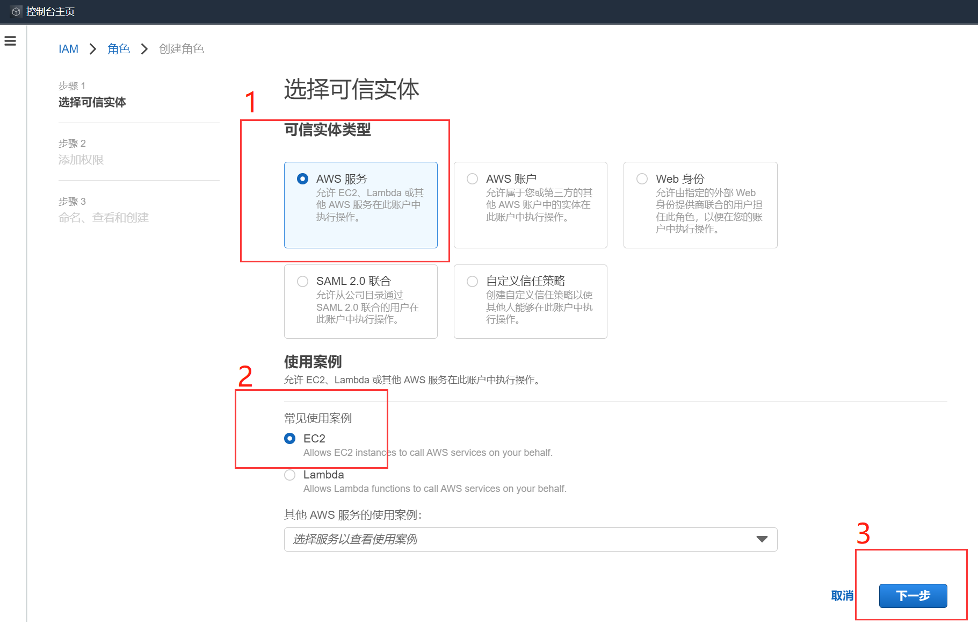 控制台主页
IAM > 角色 > 创建角色
步骤 1
选择可信实体
步骤 2
添加权限
步骤 3
命名、查看和创建
选择可信实体
1
可信实体类型
AWS 服务
允许 EC2、Lambda 或其
他 AWS 服务在此账户中
执行操作。
AWS 账户
允许属于您或第三方的其
他 AWS 账户中的实体在
此账户中执行操作。
Web 身份
允许由指定的外部 Web
身份提供商联合的用户担
任此角色，以便在您的账
户中执行操作。
SAML 2.0 联合
允许从公司目录通过
SAML 2.0 联合的用户在
此账户中执行操作。
自定义信任策略
创建自定义信任策略以便
其他人能够在此账户中执
行操作。
使用案例
2
允许 EC2、Lambda 或其他 AWS 服务在此账户中执行操作。
常见使用案例
EC2
Allows EC2 instances to call AWS services on your behalf.
Lambda
Allows Lambda functions to call AWS services on your behalf.
其他 AWS 服务的使用案例：
选择服务以查看使用案例
3
取消
下一步